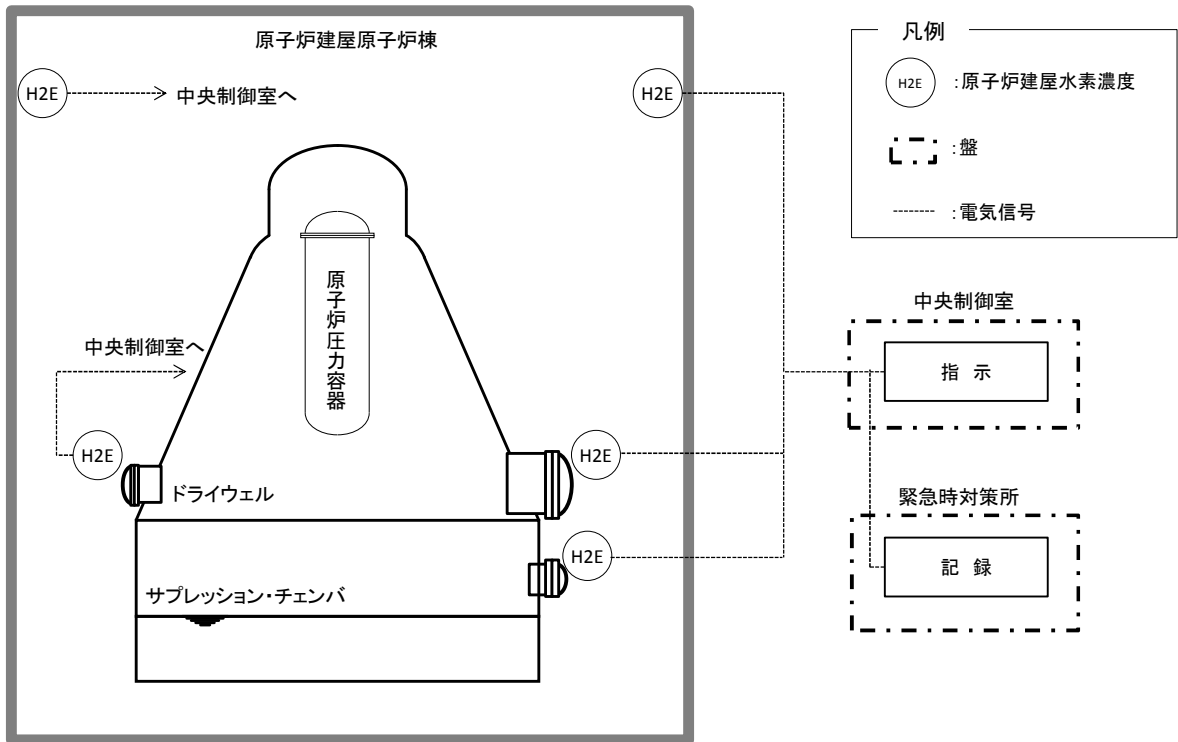 原子炉建屋原子炉棟
H2E
中央制御室へ
H2E
原子炉圧力容器
中央制御室へ
H2E
ドライウェル
H2E
H2E
サプレッション・チェンバ
凡例
H2E
:原子炉建屋水素濃度
:盤
:電気信号
中央制御室
指 示
緊急時対策所
記 録